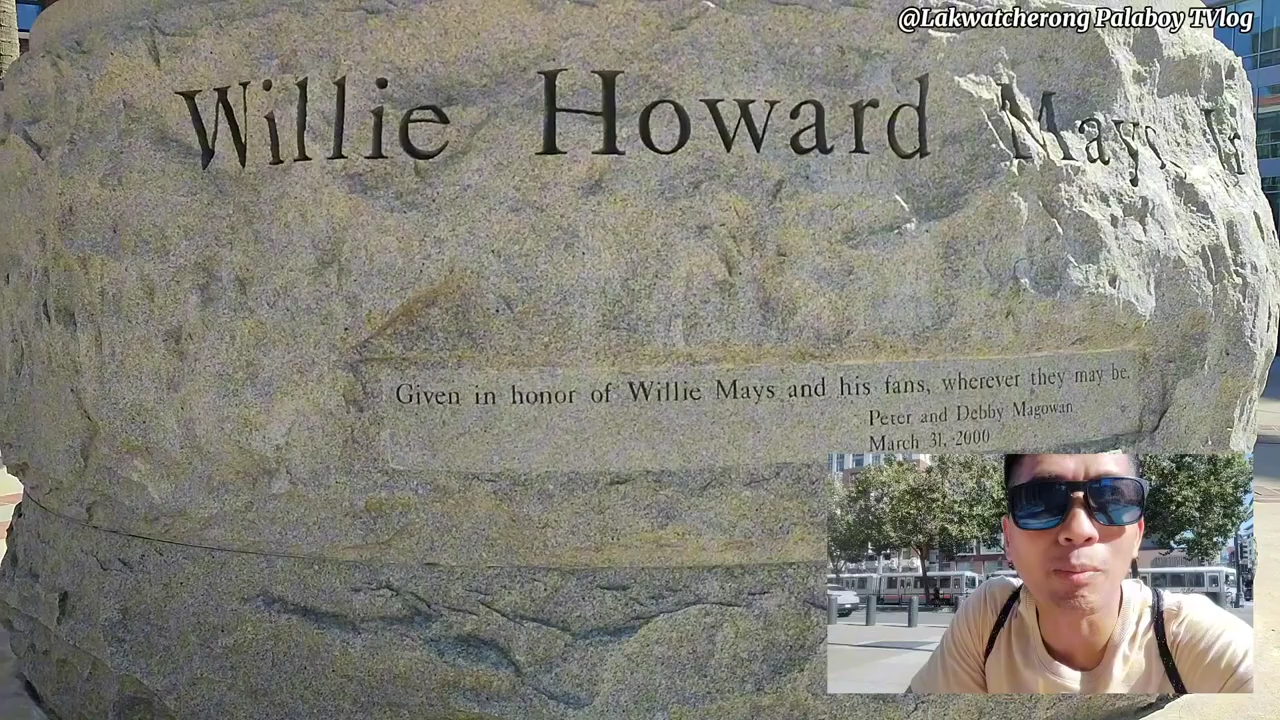 @Lakwatcherong Palaboy TVlog
Willie Howard Mays Jr
Given in honor of Willie Mays and his fans, wherever they may be.
Peter and Debby Magowan
March 31, 2000